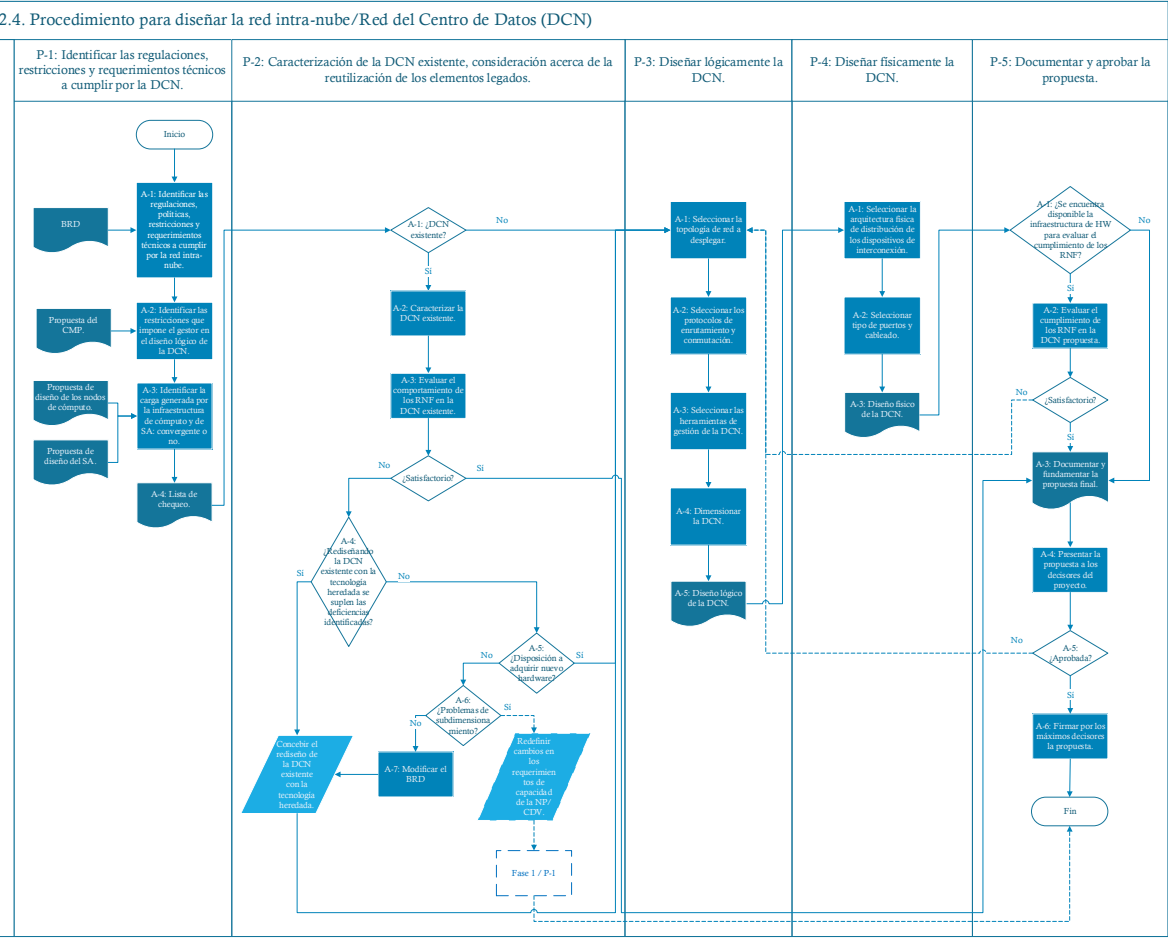 2.4. Procedimiento para diseñar la red intra-nube/Red del Centro de Datos (DCN)
P-1: Identificar las regulaciones,
restricciones y requerimientos técnicos
a cumplir por la DCN.
P-2: Caracterización de la DCN existente, consideración acerca de la
reutilización de los elementos legados.
P-3: Diseñar lógicamente la
DCN.
P-4: Diseñar físicamente la
DCN.
P-5: Documentar y aprobar la
propuesta.
Inicio
BRD
A-1: Identificar las
regulaciones,
políticas,
restricciones y
requerimientos
técnicos a cumplir
por la red intra-
nube.
Propuesta del
CMP.
A-2: Identificar las
restricciones que
impone el gestor en
el diseño lógico de
la DCN.
Propuesta de
diseño de los nodos
de cómputo.
Propuesta de
diseño del SA.
A-3: Identificar la
carga generada por
la infraestructura
de cómputo y de
SA: convergente o
no.
A-4: Lista de
chequeo.
A-1: ¿DCN
existente?
No
Si
A-2: Caracterizar la
DCN existente.
A-3: Evaluar el
comportamiento de
los RNF en la
DCN existente.
¿Satisfactorio?
No
Si
A-4:
¿Rediseñando
la DCN
existente con la
tecnología
heredada se
suplen las
deficiencias
identificadas?
Si
No
A-5:
¿Disposición a
adquirir nuevo
hardware?
No
Si
A-6:
¿Problemas de
subdimensiona
miento?
No
Si
Concebir el
rediseño de
la DCN
existente
con la
tecnología
heredada.
A-7: Modificar el
BRD
Redefinir
cambios en
los
requerimien
tos de
capacidad
de la NP/
CDV.
Fase 1 / P-1
A-1: Seleccionar la
topología de red a
desplegar.
A-2: Seleccionar los
protocolos de
enrutamiento y
conmutación.
A-3: Seleccionar las
herramientas de
gestión de la DCN.
A-4: Dimensionar
la DCN.
A-5: Diseño lógico
de la DCN.
A-1: Seleccionar la
arquitectura física
de distribución de
los dispositivos de
interconexión.
A-2: Seleccionar
tipo de puertos y
cableado.
A-3: Diseño físico
de la DCN.
A-1: ¿Se encuentra
disponible la
infraestructura de HW
para evaluar el
cumplimiento de los
RNF?
No
Si
A-2: Evaluar el
cumplimiento de
los RNF en la
DCN propuesta.
¿Satisfactorio?
No
Si
A-3: Documentar y
fundamentar la
propuesta final.
A-4: Presentar la
propuesta a los
decisores del
proyecto.
A-5:
¿Aprobada?
No
Si
A-6: Firmar por los
máximos decisores
la propuesta.
Fin